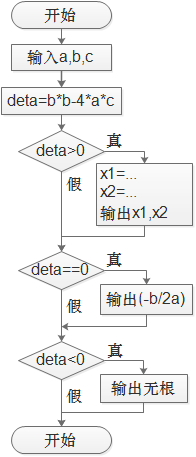 开始
输入a,b,c
deta=b*b-4*a*c
deta>0
真
假
x1=...
x2=...
输出x1,x2
deta==0
真
假
输出(-b/2a)
deta<0
真
假
输出无根
开始